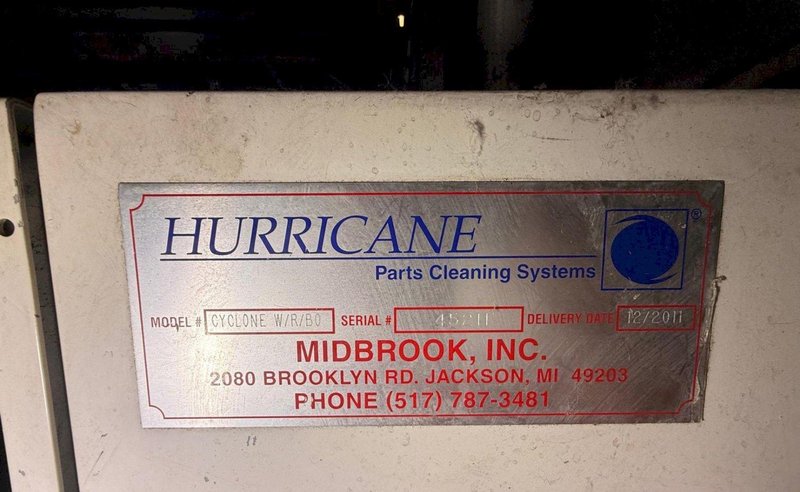 HURRICANE ®
Parts Cleaning Systems
MODEL # CYCLONE W/R/BO SERIAL # DELIVERY DATE 12/2011
MIDBROOK, INC.
2080 BROOKLYN RD. JACKSON, MI 49203
PHONE (517) 787-3481